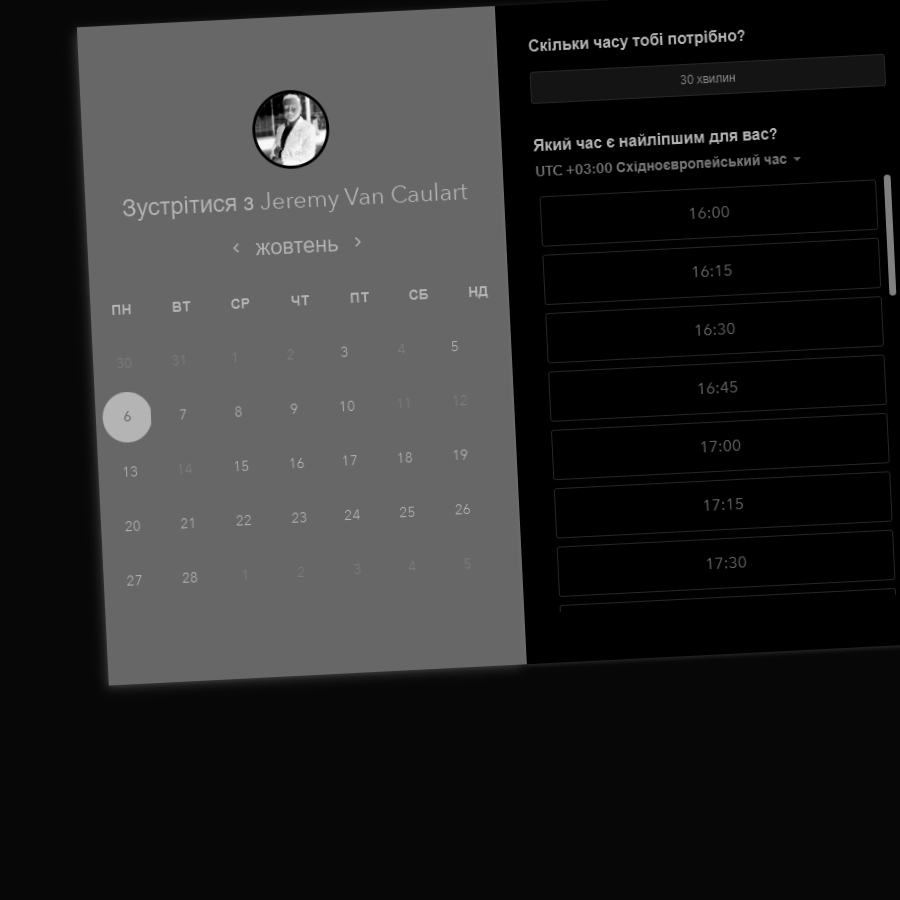 Зустрітися з Jeremy Van Caulart
жовтень
ПН ВТ СР ЧТ ПТ СБ НД
30 31 1 2 3 4 5
6 7 8 9 10 11 12
13 14 15 16 17 18 19
20 21 22 23 24 25 26
27 28 1 2 3 4 5
Скільки часу тобі потрібно?
30 хвилин
Який час є найліпшим для вас?
UTC +03:00 Східноєвропейський час
16:00
16:15
16:30
16:45
17:00
17:15
17:30